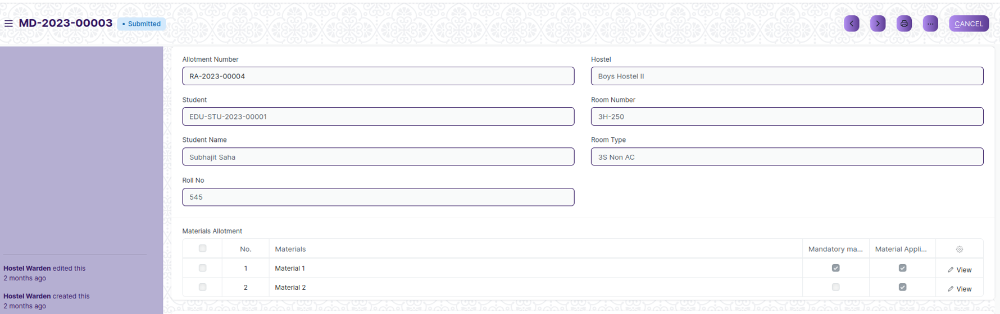 MD-2023-00003 • Submitted
CANCEL
Allotment Number
RA-2023-00004
Hostel
Boys Hostel II
Student
EDU-STU-2023-00001
Room Number
3H-250
Student Name
Subhajit Saha
Room Type
3S Non AC
Roll No
545
Materials Allotment
No. Materials Mandatory ma... Material Appli...
1 Material 1 View
2 Material 2 View
Hostel Warden edited this
2 months ago
Hostel Warden created this
2 months ago